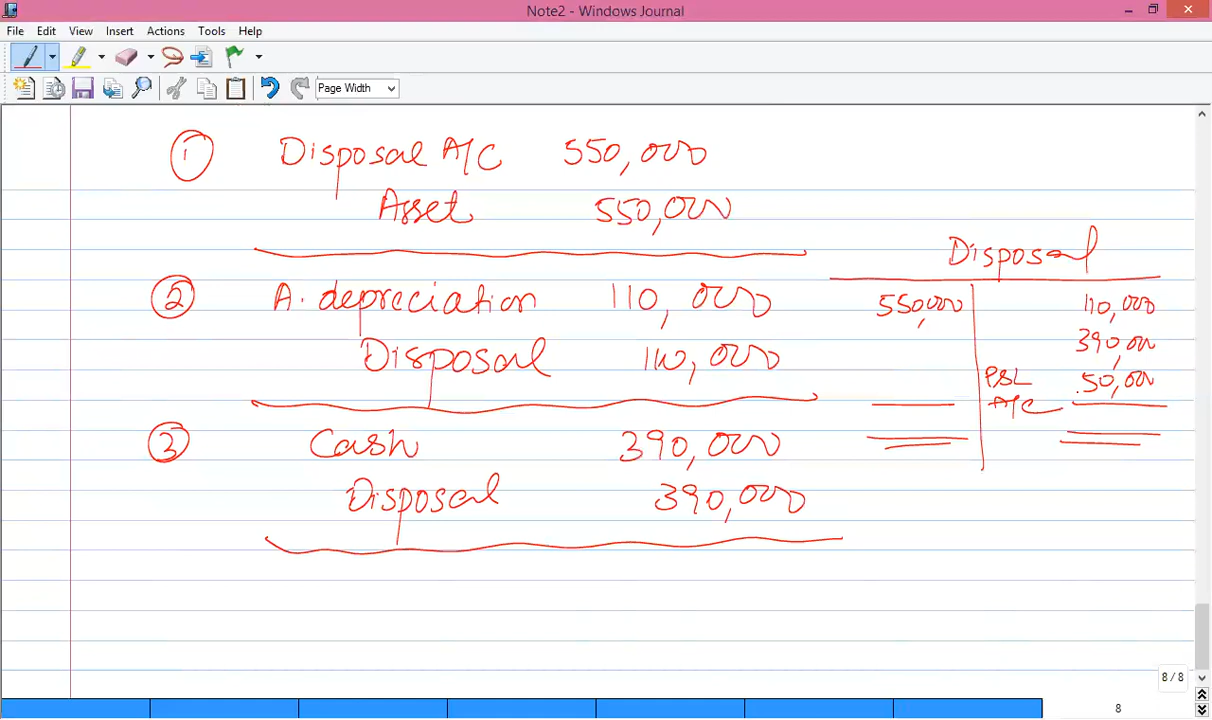 Note2 - Windows Journal
File Edit View Insert Actions Tools Help
Page Width
① Disposal A/C 550,000
Asset 550,000
② A. depreciation 110,000
Disposal 110,000
③ Cash 390,000
Disposal 390,000
Disposal
550,000 110,000
390,000
P&L 50,000
A/C
8 / 8
8